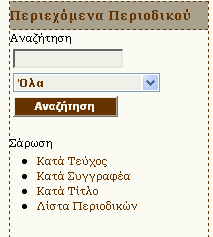 Περιεχόμενα Περιοδικού
Αναζήτηση
Όλα
Αναζήτηση
Σάρωση
Κατά Τεύχος
Κατά Συγγραφέα
Κατά Τίτλο
Λίστα Περιοδικών